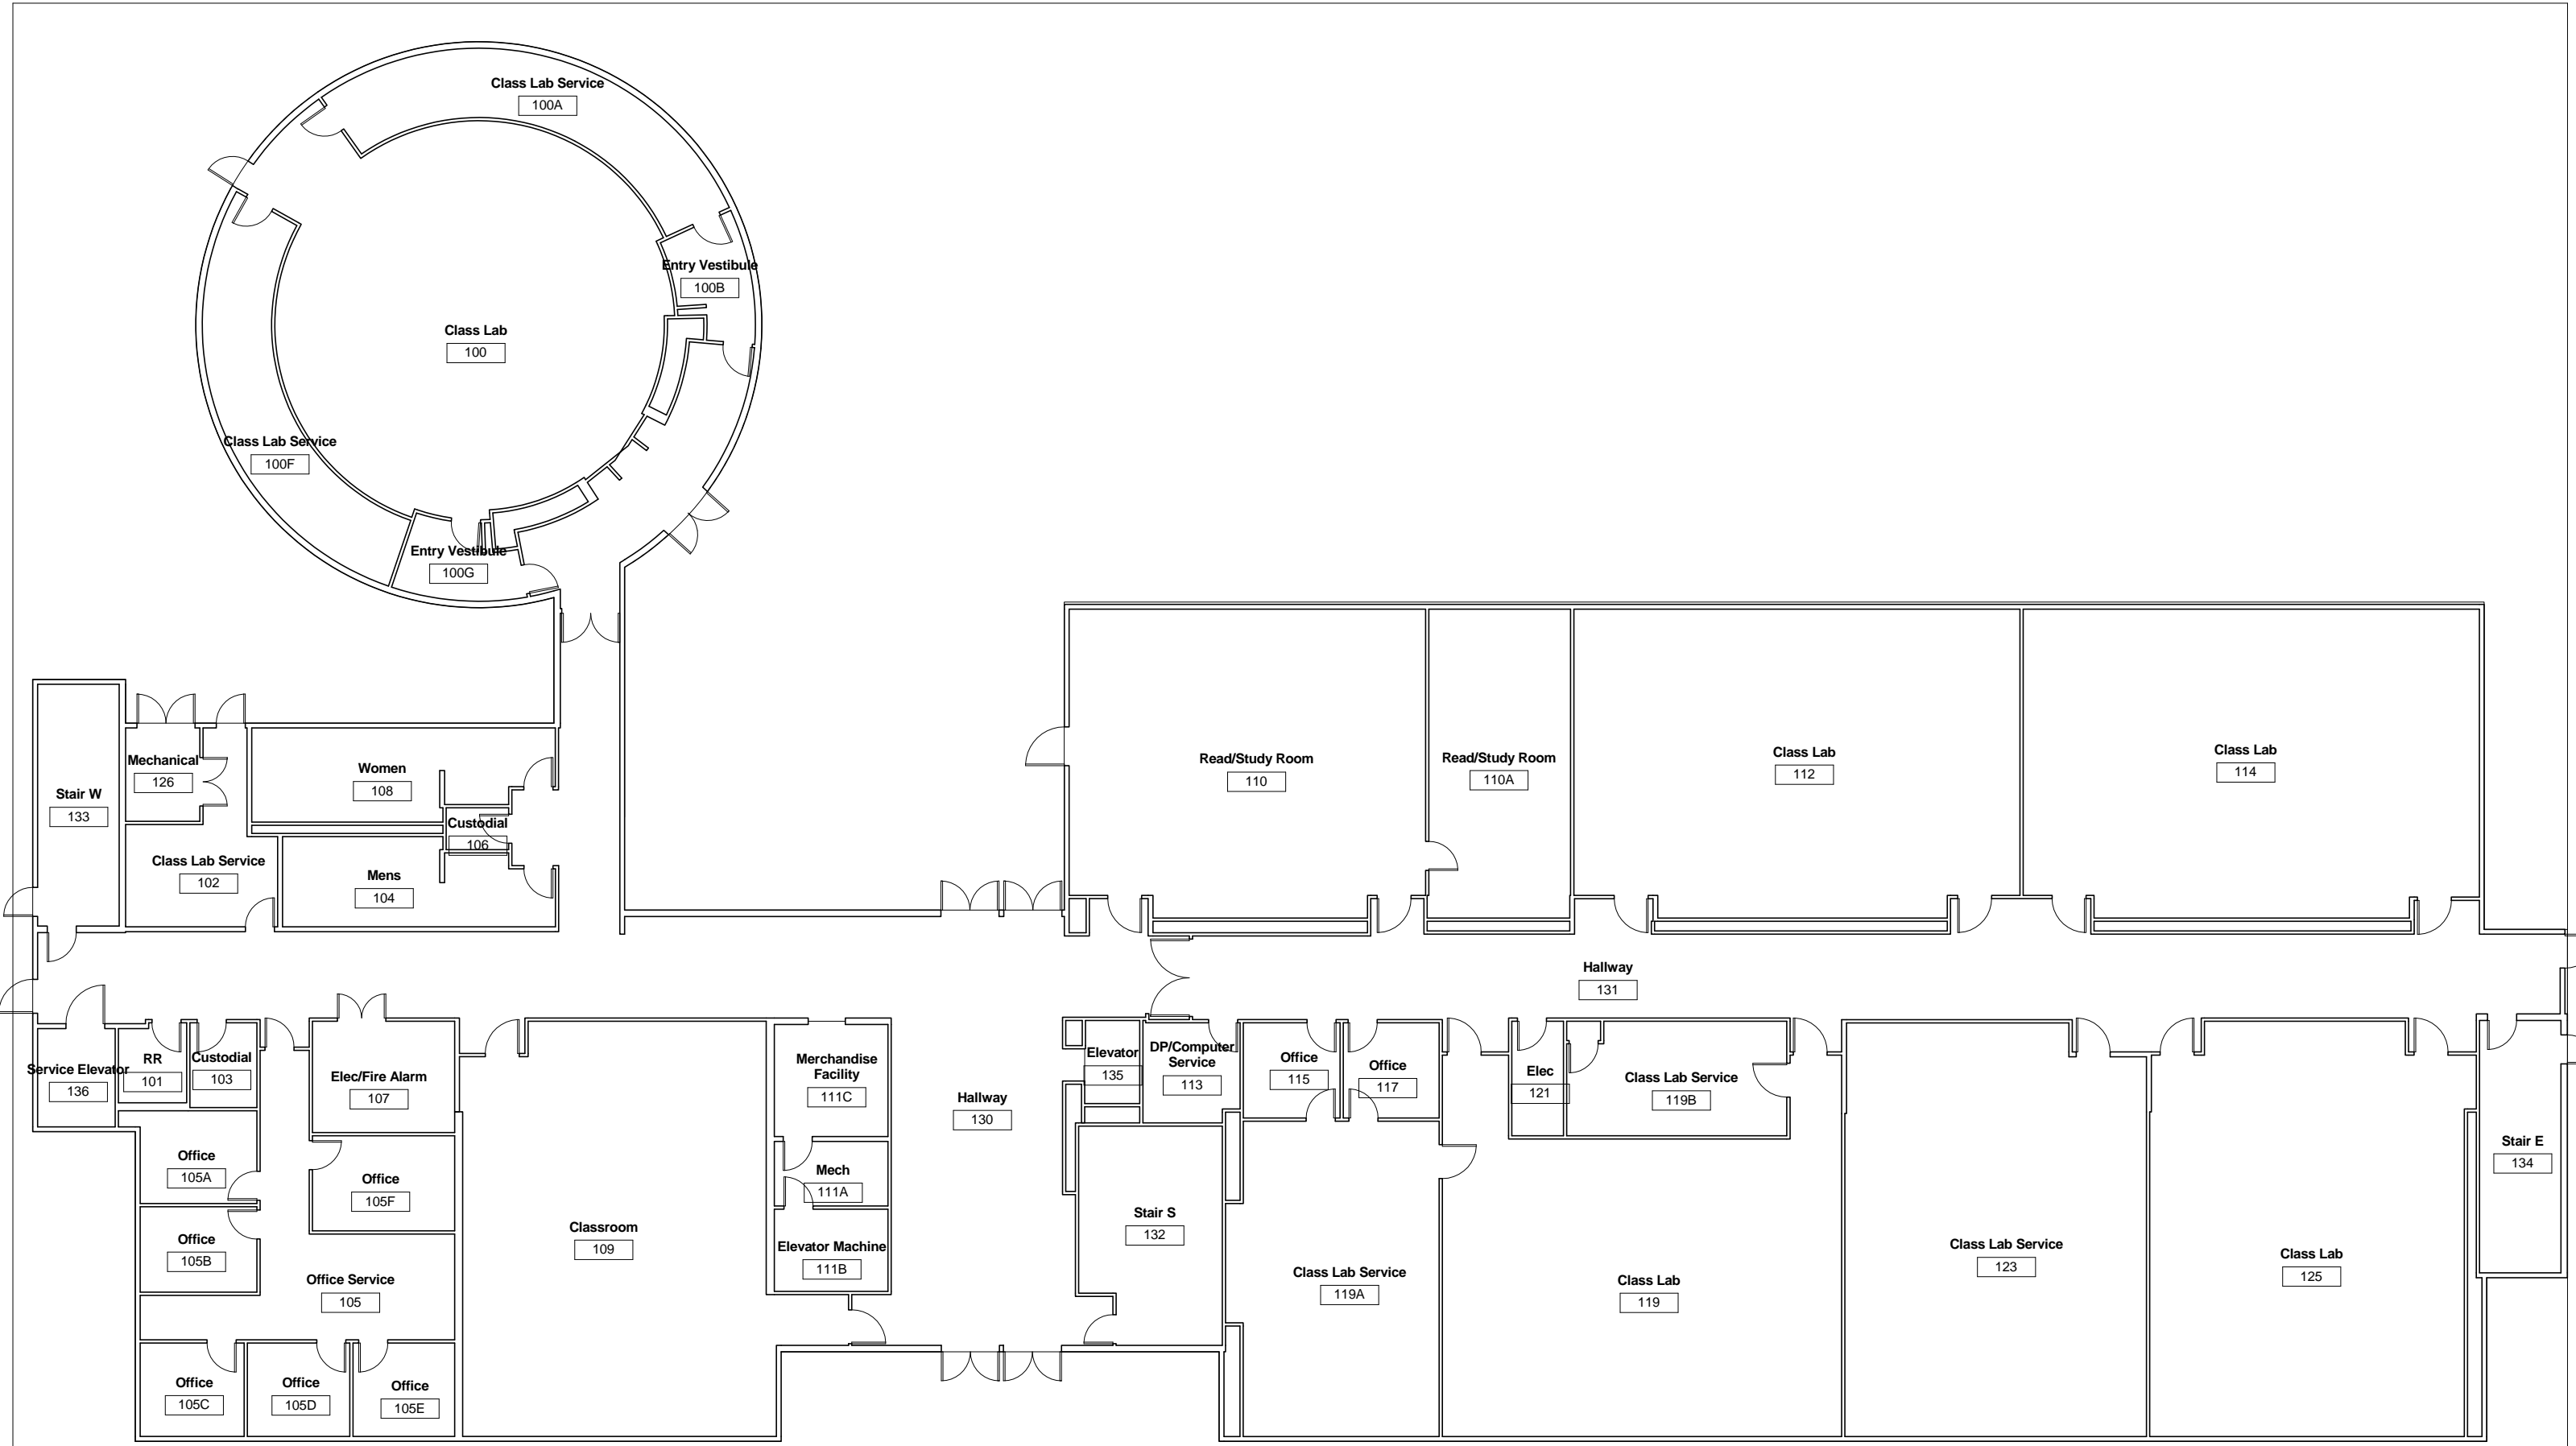 Class Lab Service
100A
Entry Vestibule
100B
Class Lab
100
Class Lab Service
100F
Entry Vestibule
100G
Stair W
133
Mechanical
126
Women
108
Custodial
106
Class Lab Service
102
Mens
104
Read/Study Room
110
Read/Study Room
110A
Class Lab
112
Class Lab
114
Hallway
131
Service Elevator
136
RR
101
Custodial
103
Elec/Fire Alarm
107
Merchandise
Facility
111C
Hallway
130
Elevator
135
DP/Computer
Service
113
Office
115
Office
117
Elec
121
Class Lab Service
119B
Stair E
134
Office
105A
Office
105F
Mech
111A
Office
105B
Classroom
109
Elevator Machine
111B
Stair S
132
Office Service
105
Class Lab Service
119A
Class Lab
119
Class Lab Service
123
Class Lab
125
Office
105C
Office
105D
Office
105E